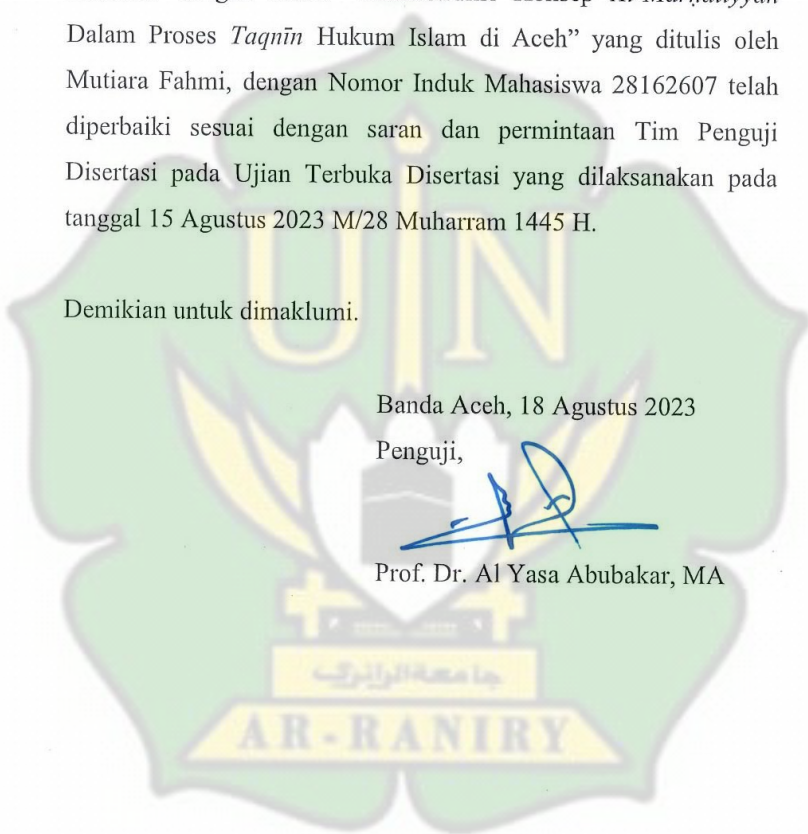 Dalam Proses Taqnīn Hukum Islam di Aceh” yang ditulis oleh
Mutiara Fahmi, dengan Nomor Induk Mahasiswa 28162607 telah
diperbaiki sesuai dengan saran dan permintaan Tim Penguji
Disertasi pada Ujian Terbuka Disertasi yang dilaksanakan pada
tanggal 15 Agustus 2023 M/28 Muharram 1445 H.
Demikian untuk dimaklumi.
Banda Aceh, 18 Agustus 2023
Penguji,
Prof. Dr. Al Yasa Abubakar, MA
UIN
جامعة الرانري
AR-RANIRY